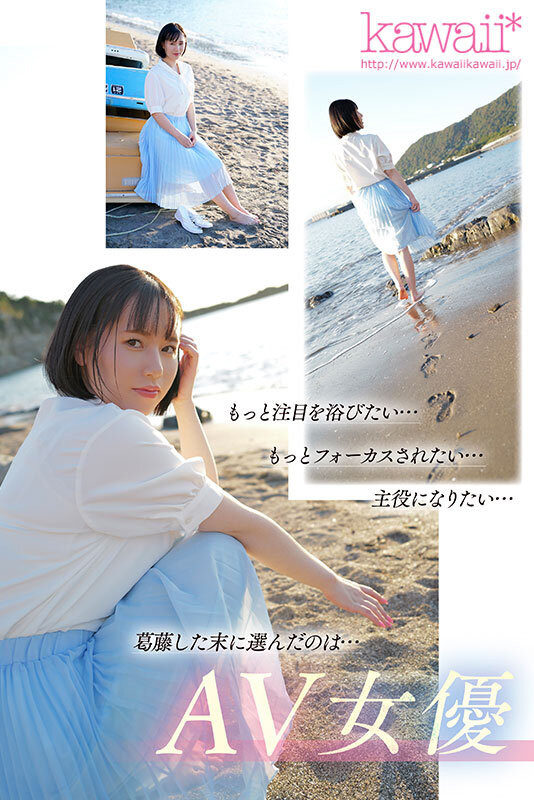 kawaii*
http://www.kawaiikawaii.jp/
もっと注目を浴びたい…
もっとフォーカスされたい…
主役になりたい…
葛藤した末に選んだのは…
AV女優